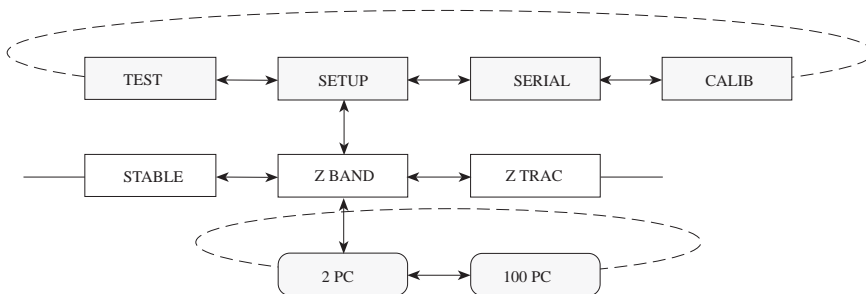 TEST SETUP SERIAL CALIB
STABLE Z BAND Z TRAC
2 PC 100 PC